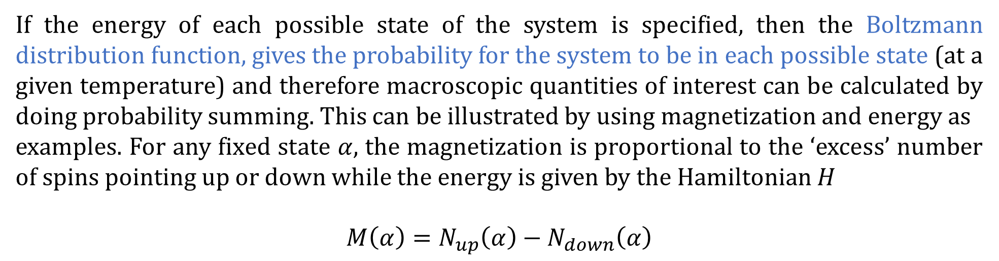 If the energy of each possible state of the system is specified, then the Boltzmann
distribution function, gives the probability for the system to be in each possible state (at a
given temperature) and therefore macroscopic quantities of interest can be calculated by
doing probability summing. This can be illustrated by using magnetization and energy as
examples. For any fixed state α, the magnetization is proportional to the ‘excess’ number
of spins pointing up or down while the energy is given by the Hamiltonian H
M(α) = N_{up}(α) − N_{down}(α)